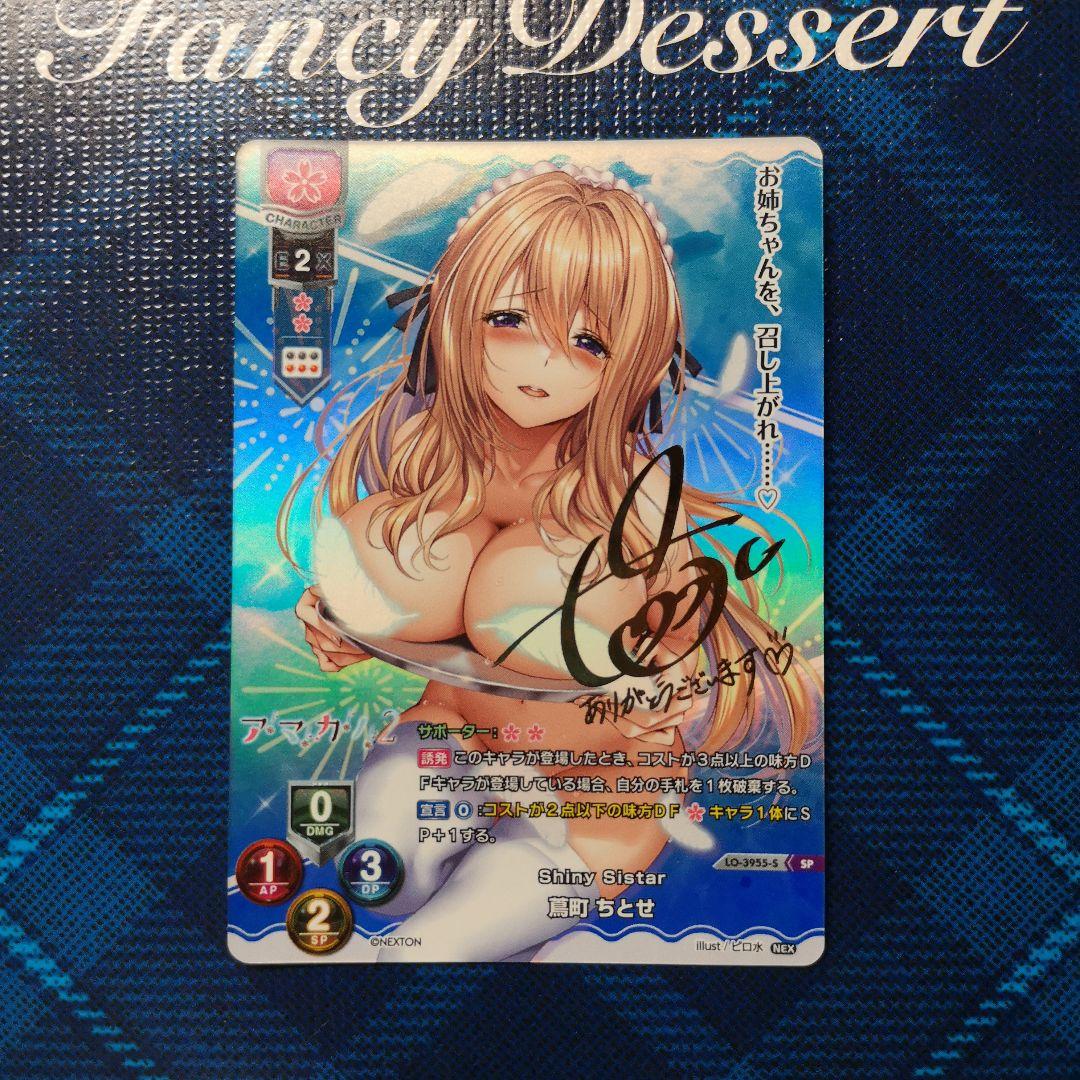 Fancy Dessert
CHARACTER
E 2 X
お姉ちゃんを、召し上がれ……♡
ありがとうございます♡
ア・マ・カ・ノ2
サポーター:
誘発 このキャラが登場したとき、コストが3点以上の味方D
Fキャラが登場している場合、自分の手札を1枚破棄する。
宣言 0 :コストが2点以下の味方DF キャラ1体にS
P+1する。
0
DMG
1
AP
3
DP
2
SP
LO-3955-S SP
Shiny Sistar
蔦町 ちとせ
©NEXTON
illust / ピロ水 NEX